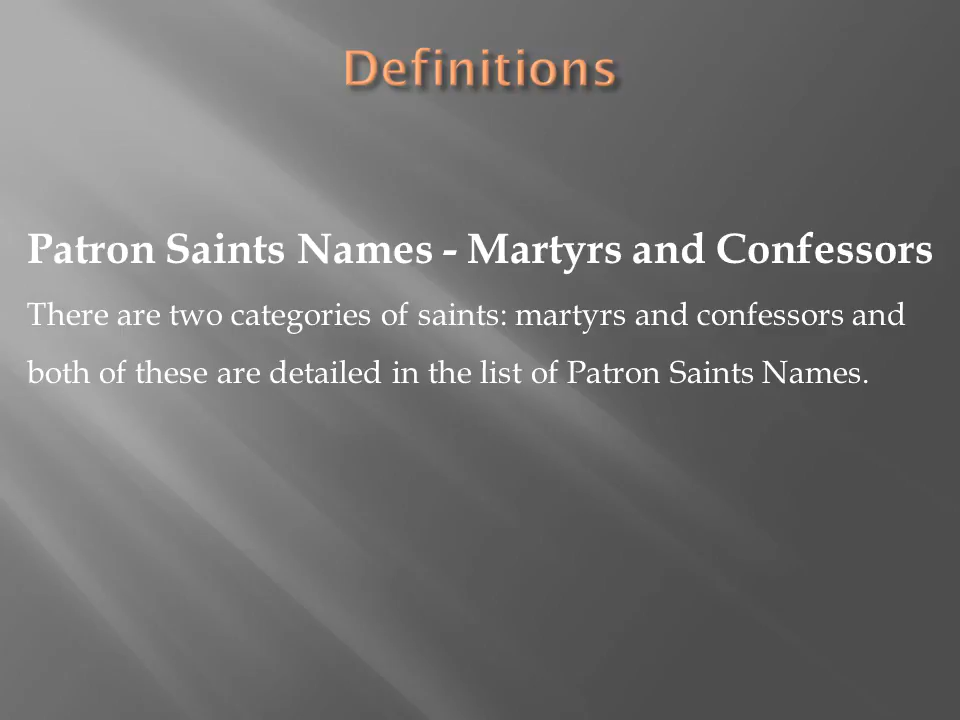 Definitions
Patron Saints Names - Martyrs and Confessors
There are two categories of saints: martyrs and confessors and
both of these are detailed in the list of Patron Saints Names.